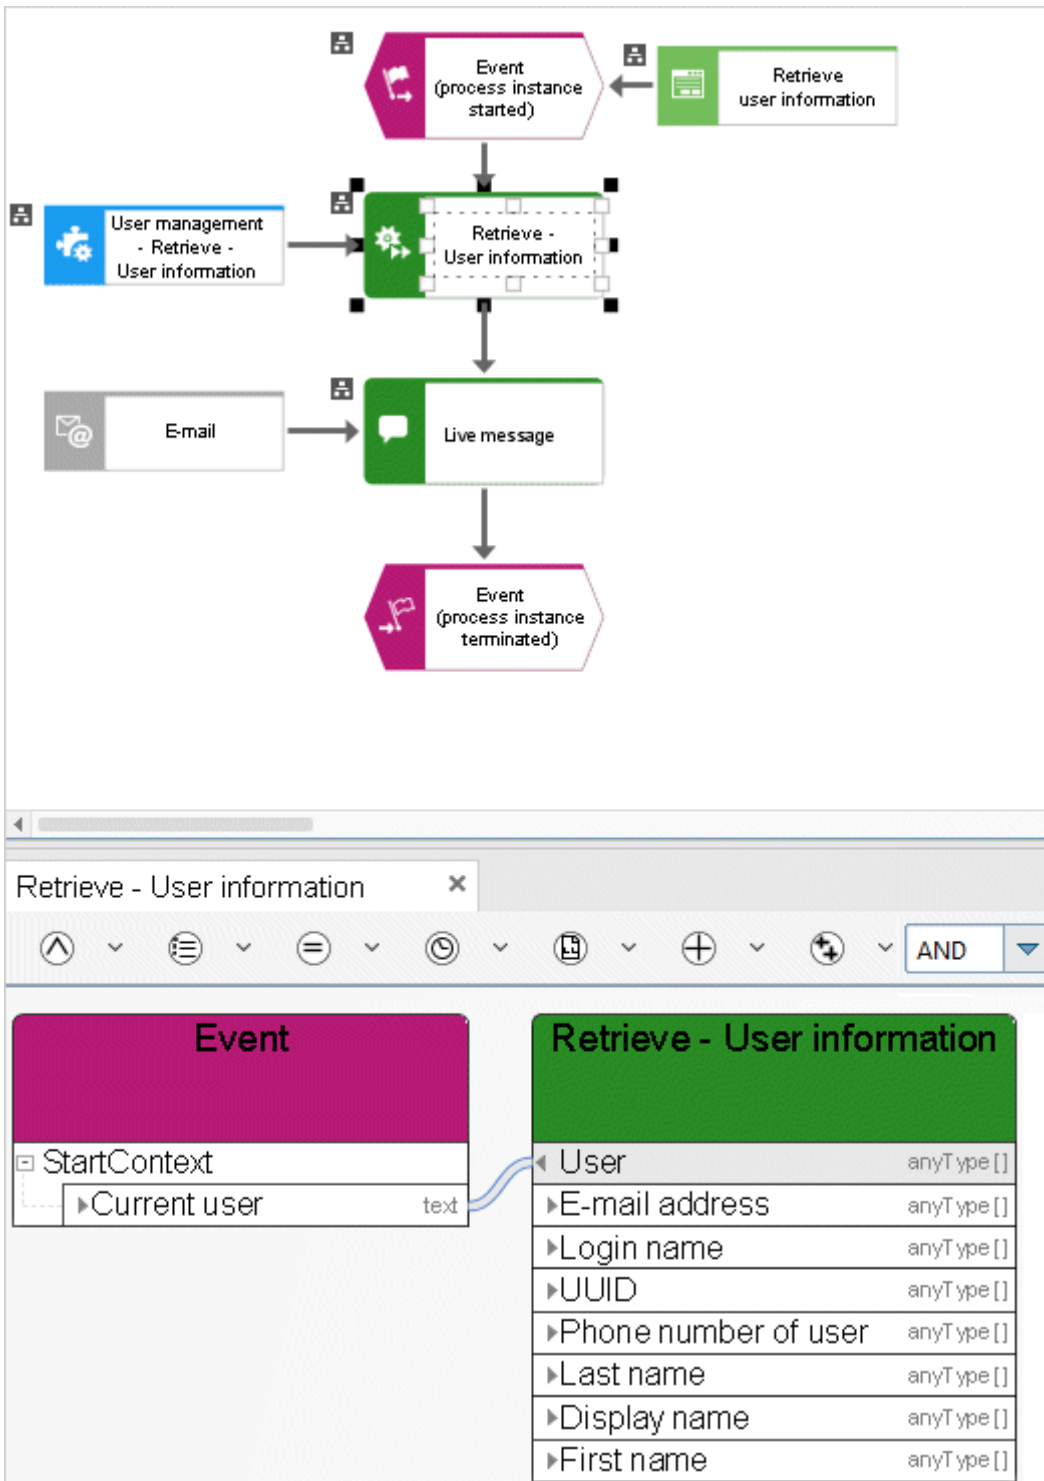 Event
(process instance
started)
Retrieve
user information
User management
- Retrieve -
User information
Retrieve -
User information
E-mail
Live message
Event
(process instance
terminated)
Retrieve - User information
AND
Event
Retrieve - User information
StartContext
User anyType[]
Current user text
E-mail address anyType[]
Login name anyType[]
UUID anyType[]
Phone number of user anyType[]
Last name anyType[]
Display name anyType[]
First name anyType[]